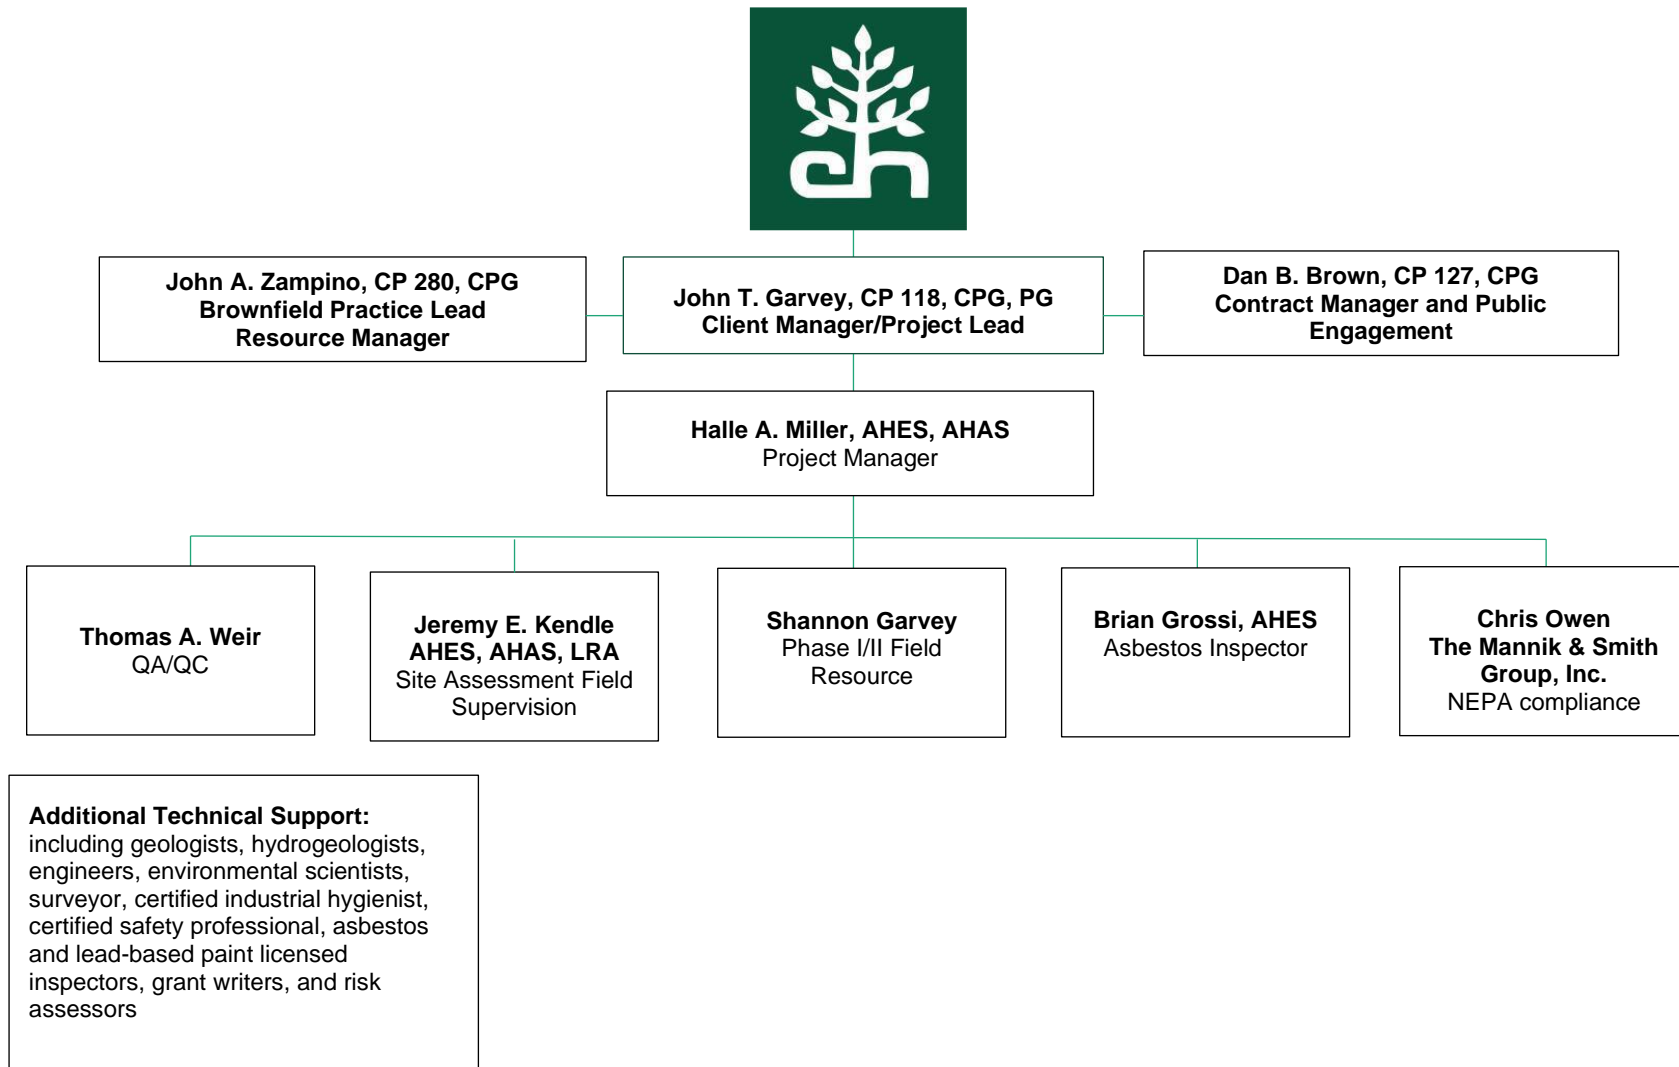 ch
John A. Zampino, CP 280, CPG
Brownfield Practice Lead
Resource Manager
John T. Garvey, CP 118, CPG, PG
Client Manager/Project Lead
Dan B. Brown, CP 127, CPG
Contract Manager and Public
Engagement
Halle A. Miller, AHES, AHAS
Project Manager
Thomas A. Weir
QA/QC
Jeremy E. Kendle
AHES, AHAS, LRA
Site Assessment Field
Supervision
Shannon Garvey
Phase I/II Field
Resource
Brian Grossi, AHES
Asbestos Inspector
Chris Owen
The Mannik & Smith
Group, Inc.
NEPA compliance
Additional Technical Support:
including geologists, hydrogeologists,
engineers, environmental scientists,
surveyor, certified industrial hygienist,
certified safety professional, asbestos
and lead-based paint licensed
inspectors, grant writers, and risk
assessors